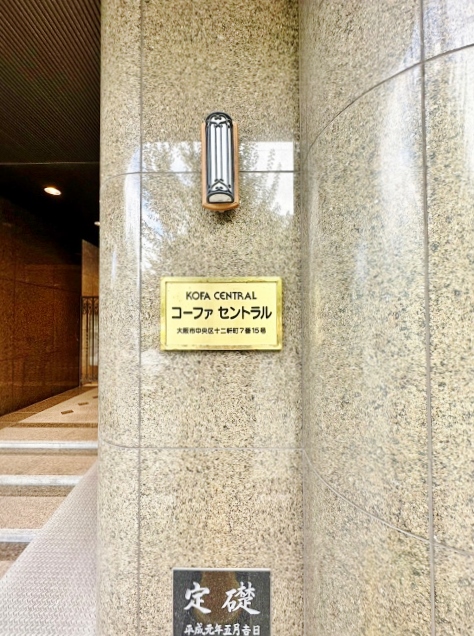 KOFA CENTRAL
コーファ セントラル
大阪市中央区十二軒町7番15号
定礎
平成元年五月吉日